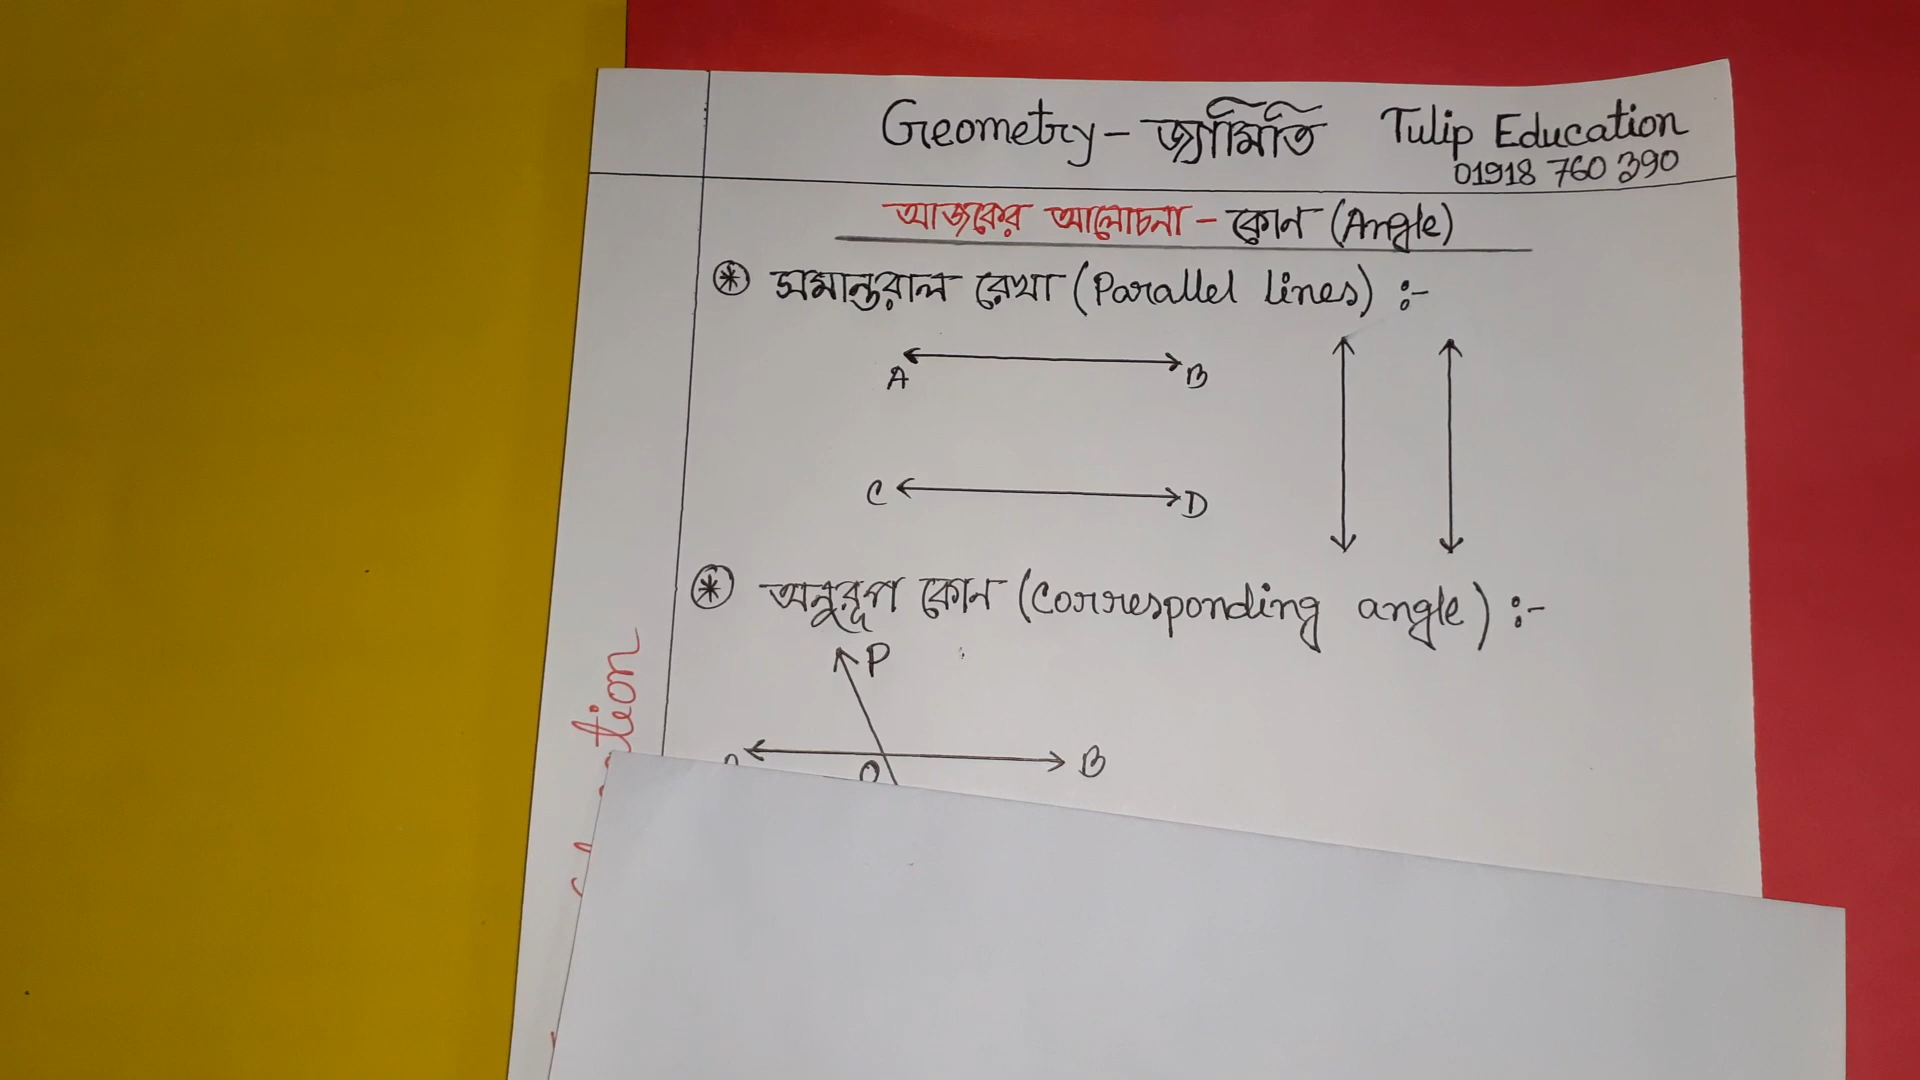 Geometry - জ্যামিতি
Tulip Education
01918 760 390
আজকের আলোচনা - কোন (Angle)
সমান্তরাল রেখা (Parallel lines) :-
A B
C D
অনুরূপ কোন (Corresponding angle) :-
P
B